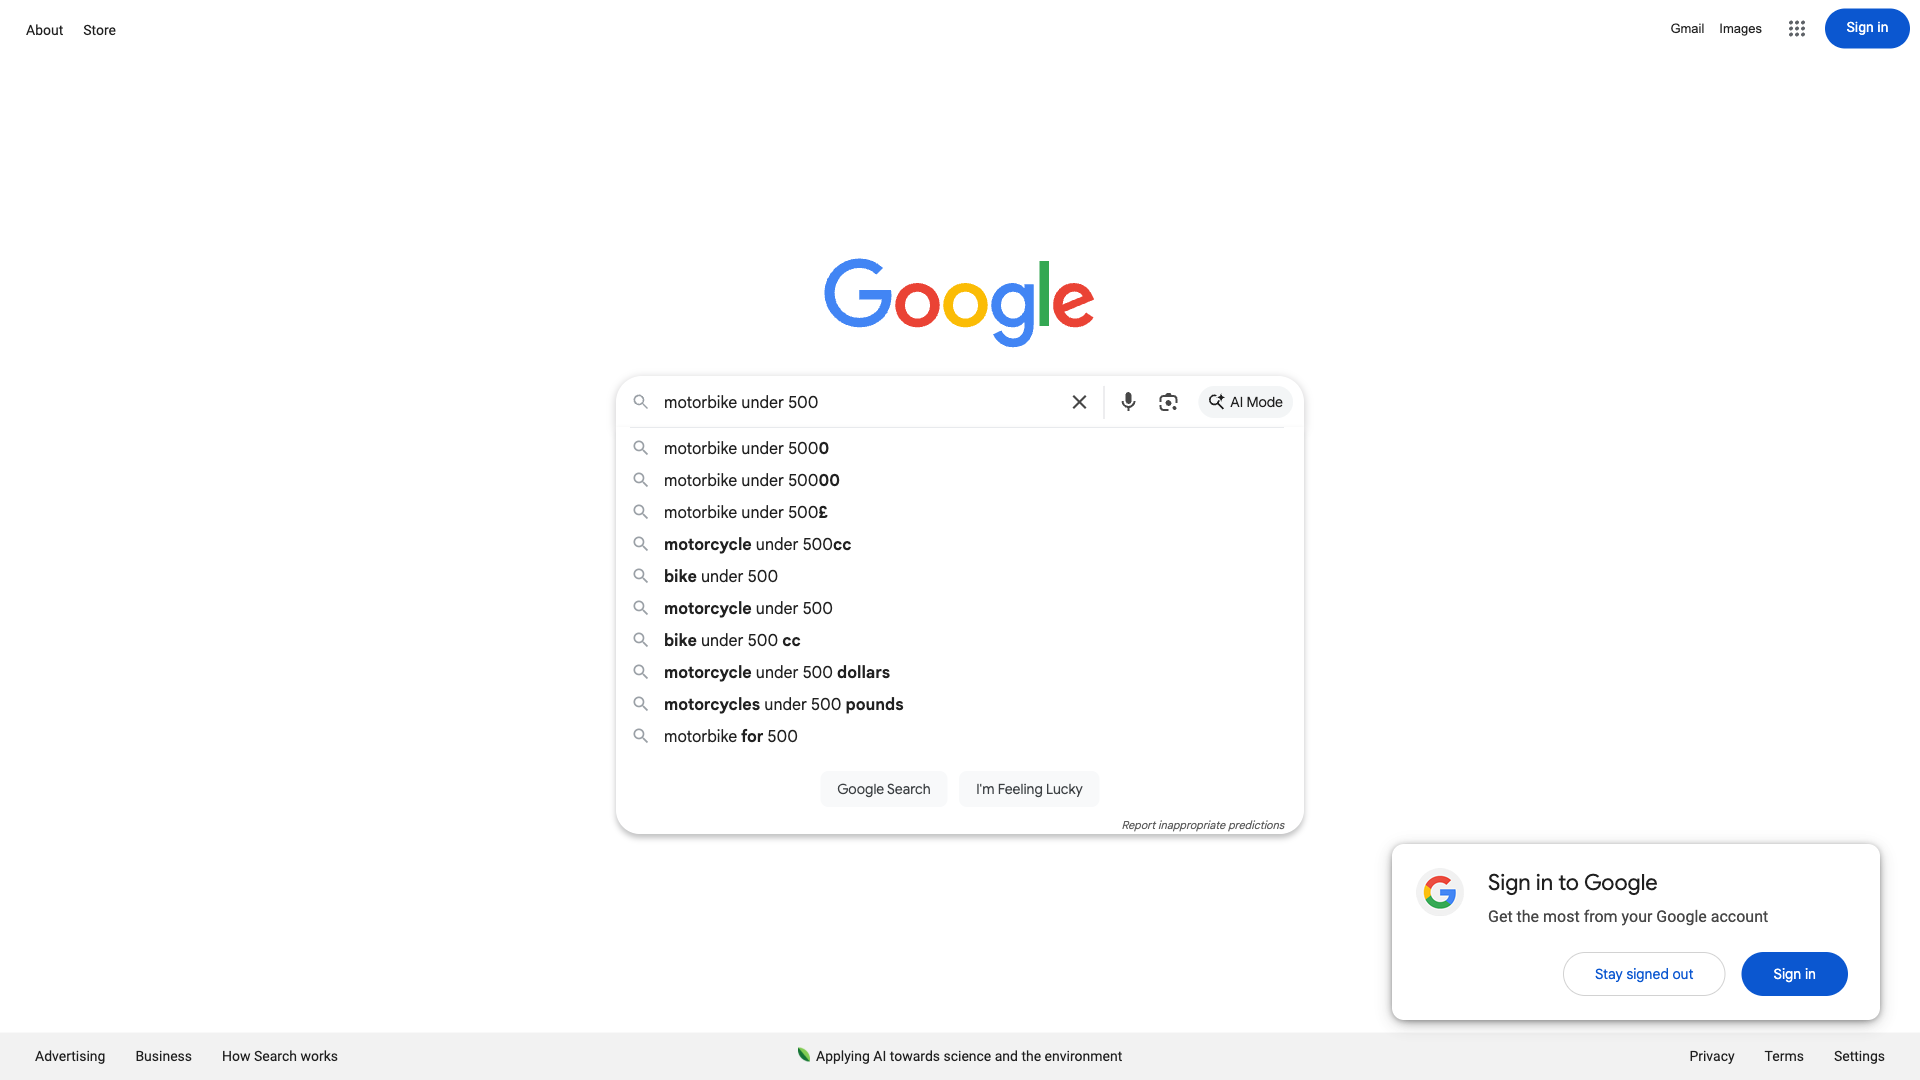 About Store
Gmail Images Sign in
Google
motorbike under 500 AI Mode
motorbike under 5000
motorbike under 50000
motorbike under 500£
motorcycle under 500cc
bike under 500
motorcycle under 500
bike under 500 cc
motorcycle under 500 dollars
motorcycles under 500 pounds
motorbike for 500
Google Search I'm Feeling Lucky
Report inappropriate predictions
Sign in to Google
Get the most from your Google account
Stay signed out Sign in
Advertising Business How Search works Applying AI towards science and the environment Privacy Terms Settings